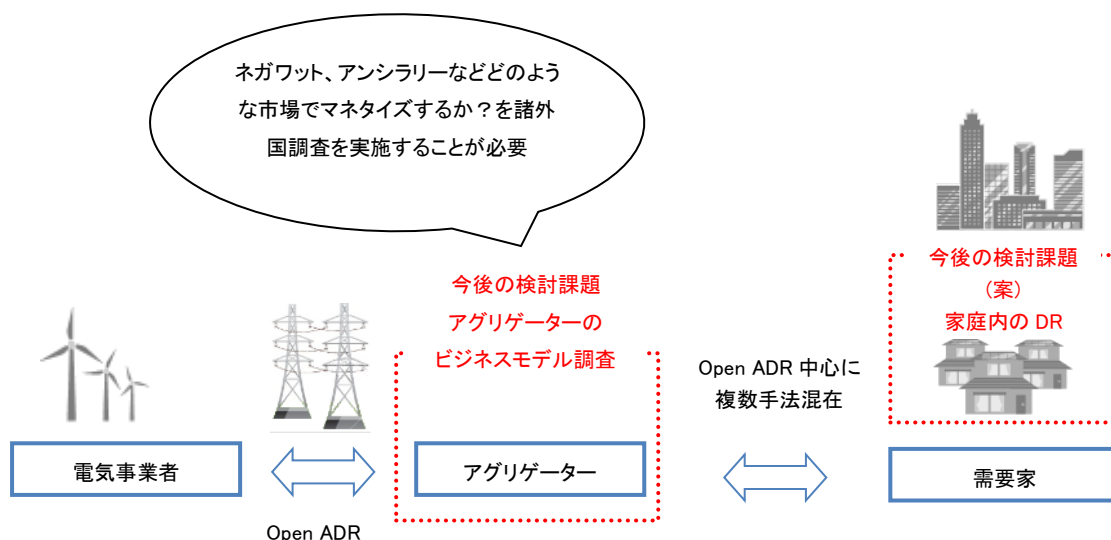 ネガワット、アンシラリーなどどのよう
な市場でマネタイズするか？を諸外
国調査を実施することが必要
今後の検討課題
アグリゲーターの
ビジネスモデル調査
今後の検討課題
（案）
家庭内の DR
Open ADR 中心に
複数手法混在
電気事業者
アグリゲーター
需要家
Open ADR